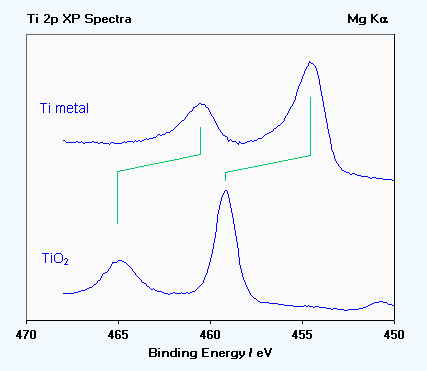 Ti 2p XP Spectra
Mg Kα
Ti metal
TiO₂
470
465
460
455
450
Binding Energy / eV